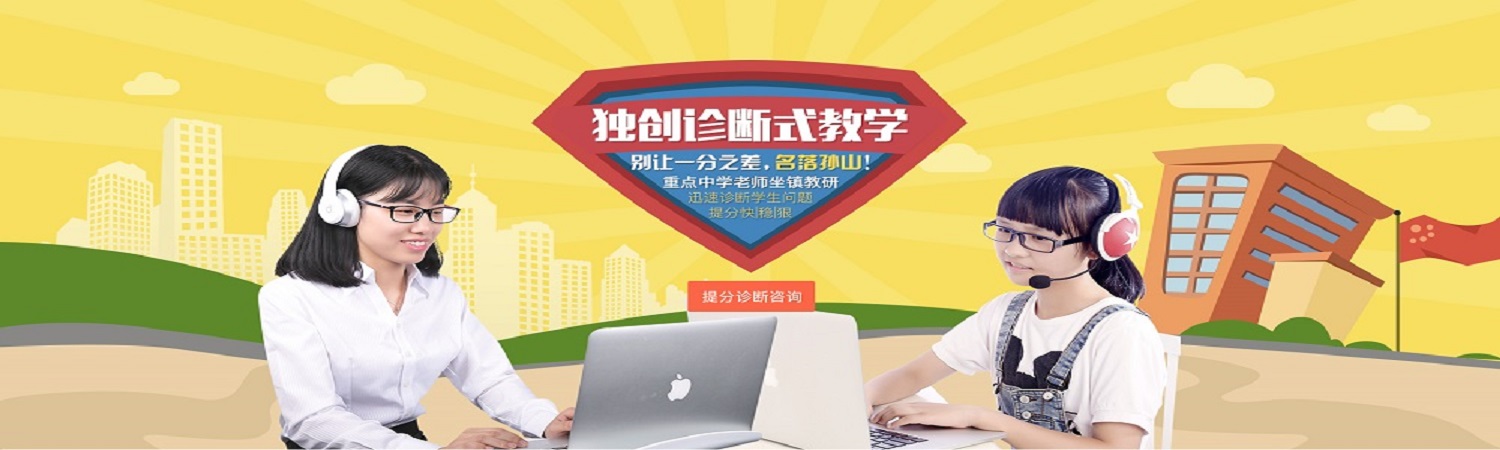 独创诊断式教学
别让一分之差，名落孙山！
重点中学老师坐镇教研
迅速诊断学生问题
提分快|稳|狠
提分诊断咨询